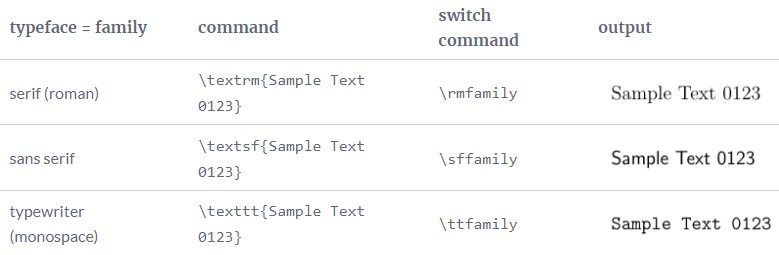 typeface = family command switch command output
serif (roman) \textrm{Sample Text 0123} \rmfamily Sample Text 0123
sans serif \textsf{Sample Text 0123} \sffamily Sample Text 0123
typewriter (monospace) \texttt{Sample Text 0123} \ttfamily Sample Text 0123